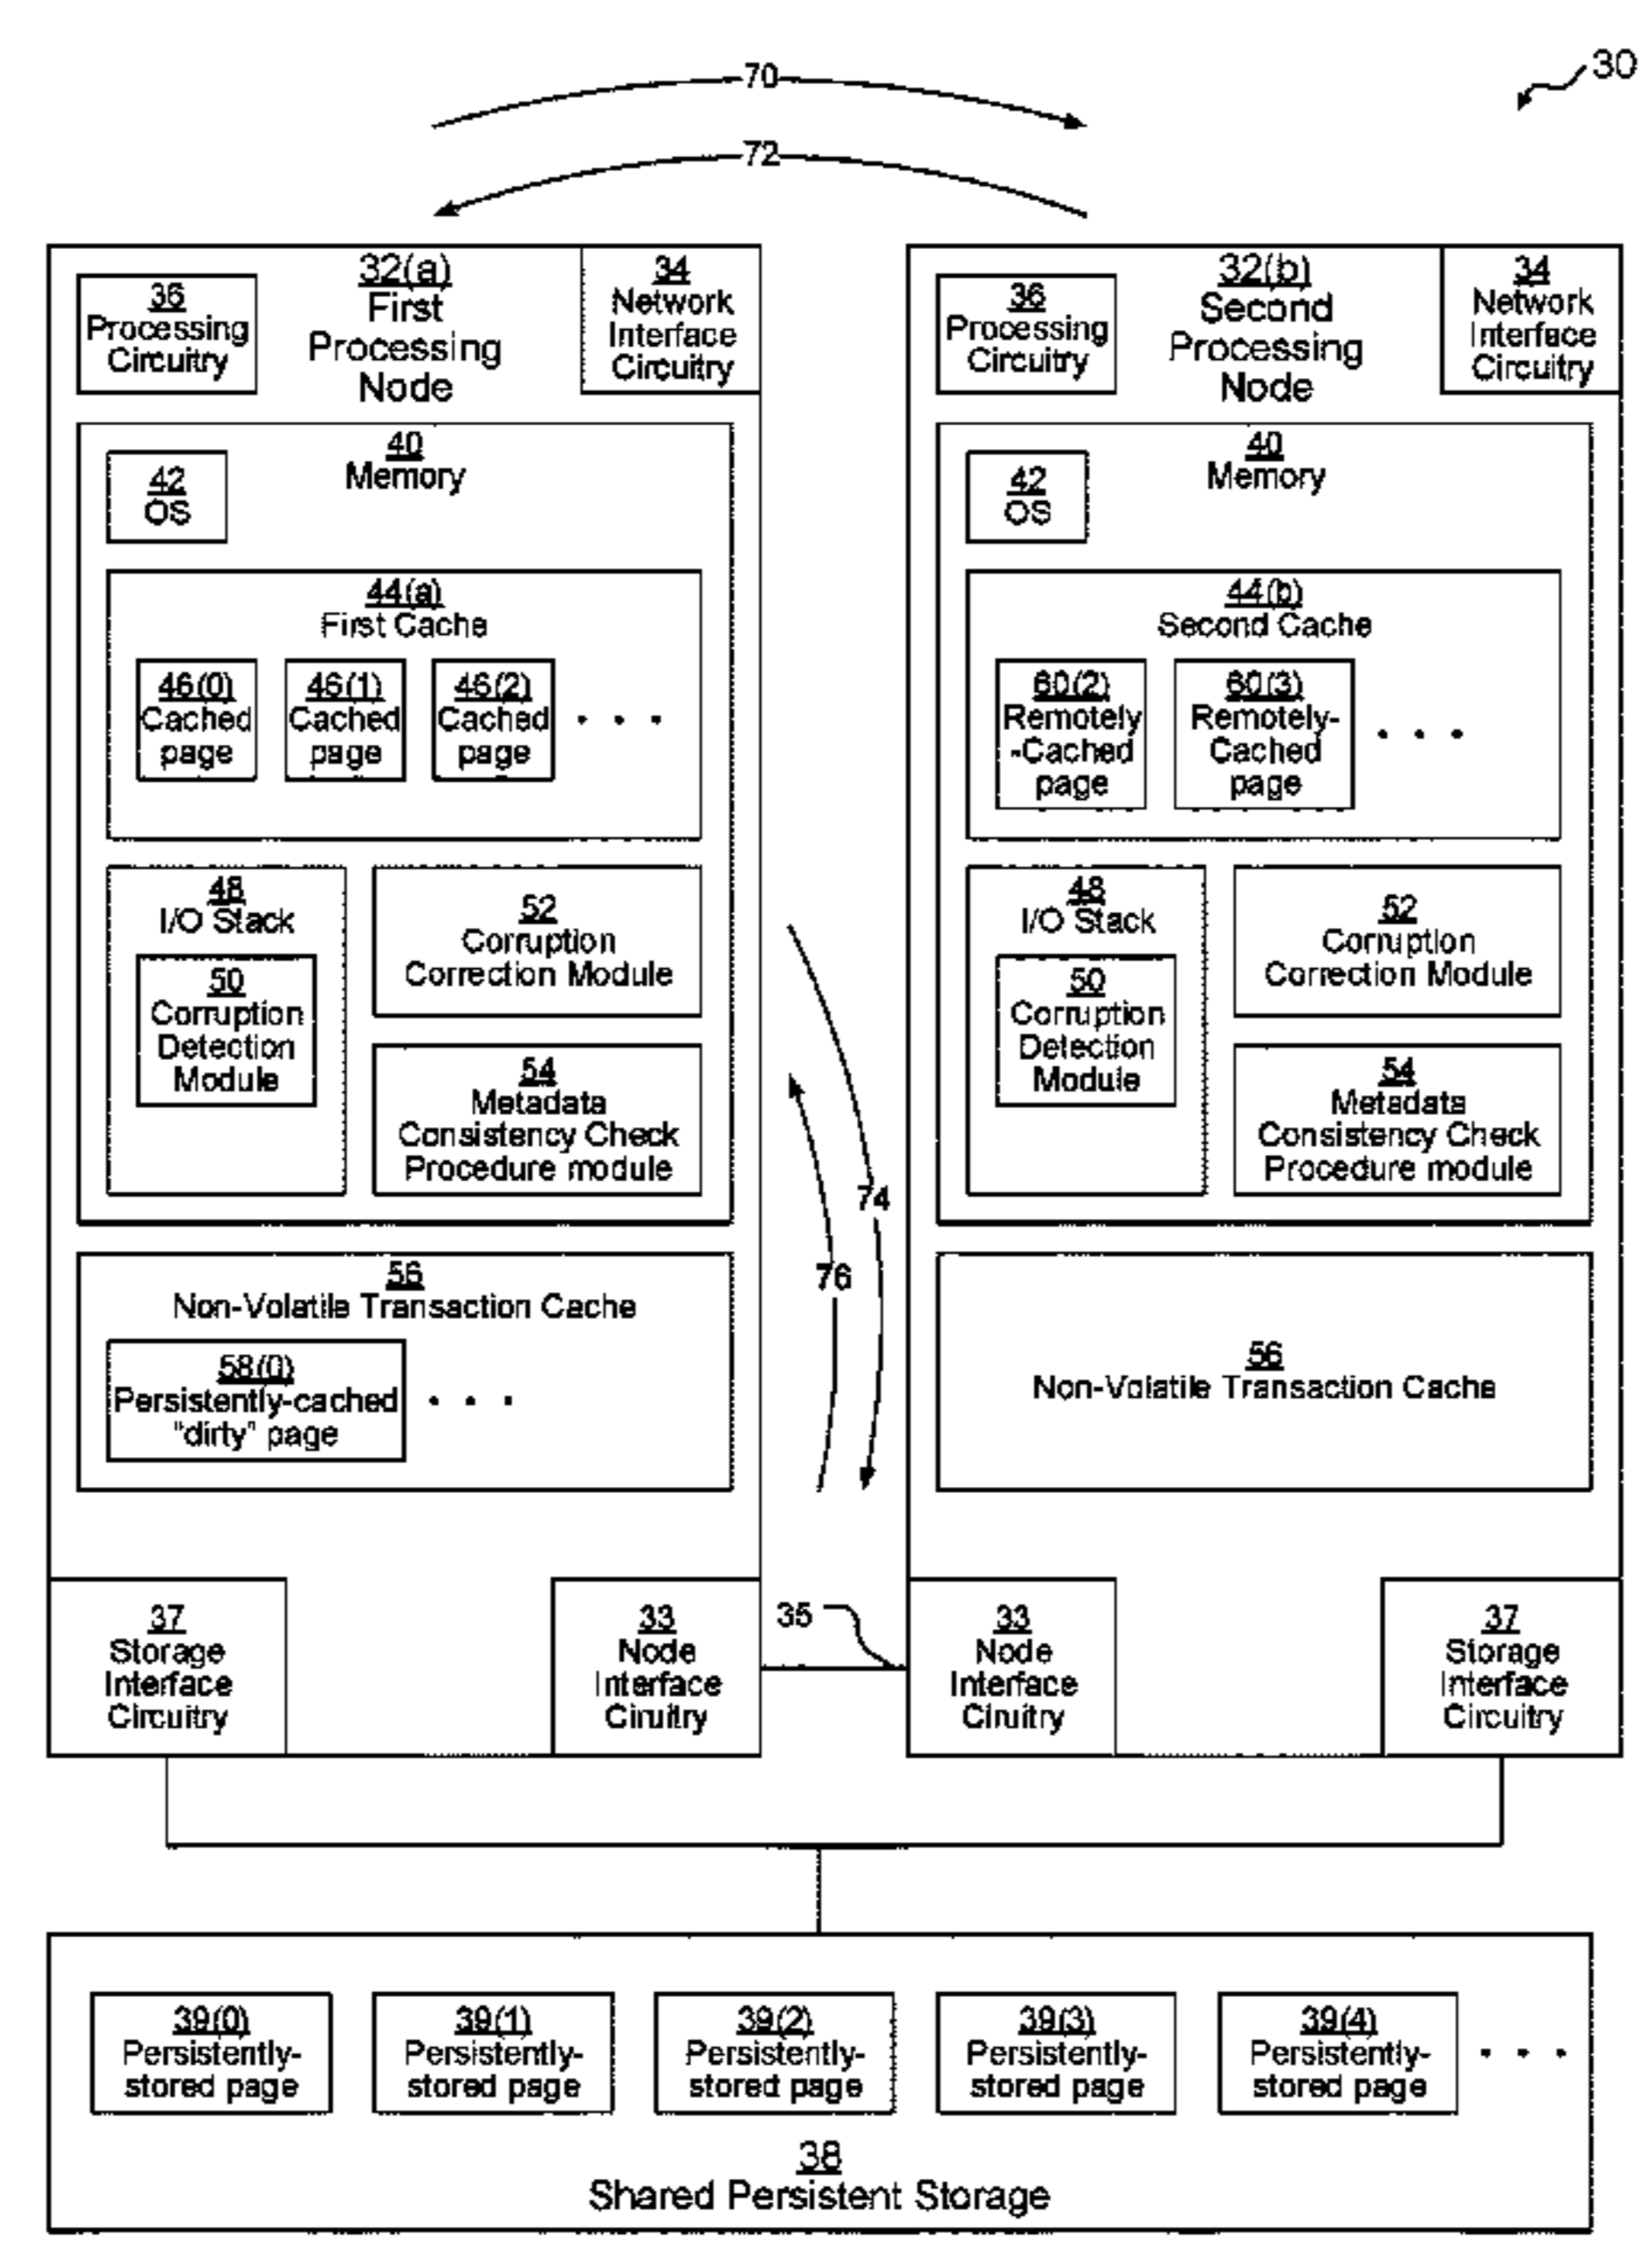 30
70
72
32(a)
First
Processing
Node
36
Processing
Circuitry
34
Network
Interface
Circuitry
40
Memory
42
OS
44(a)
First Cache
46(0)
Cached
page
46(1)
Cached
page
46(2)
Cached
page
. . .
48
I/O Stack
50
Corruption
Detection
Module
52
Corruption
Correction Module
54
Metadata
Consistency Check
Procedure module
56
Non-Volatile Transaction Cache
58(0)
Persistently-cached
"dirty" page
. . .
37
Storage
Interface
Circuitry
33
Node
Interface
Ciruitry
74
76
35
32(b)
Second
Processing
Node
36
Processing
Circuitry
34
Network
Interface
Circuitry
40
Memory
42
OS
44(b)
Second Cache
60(2)
Remotely
-Cached
page
60(3)
Remotely-
Cached
page
. . .
48
I/O Stack
50
Corruption
Detection
Module
52
Corruption
Correction Module
54
Metadata
Consistency Check
Procedure module
56
Non-Volatile Transaction Cache
33
Node
Interface
Ciruitry
37
Storage
Interface
Circuitry
39(0)
Persistently-
stored page
39(1)
Persistently-
stored page
39(2)
Persistently-
stored page
39(3)
Persistently-
stored page
39(4)
Persistently-
stored page
. . .
38
Shared Persistent Storage